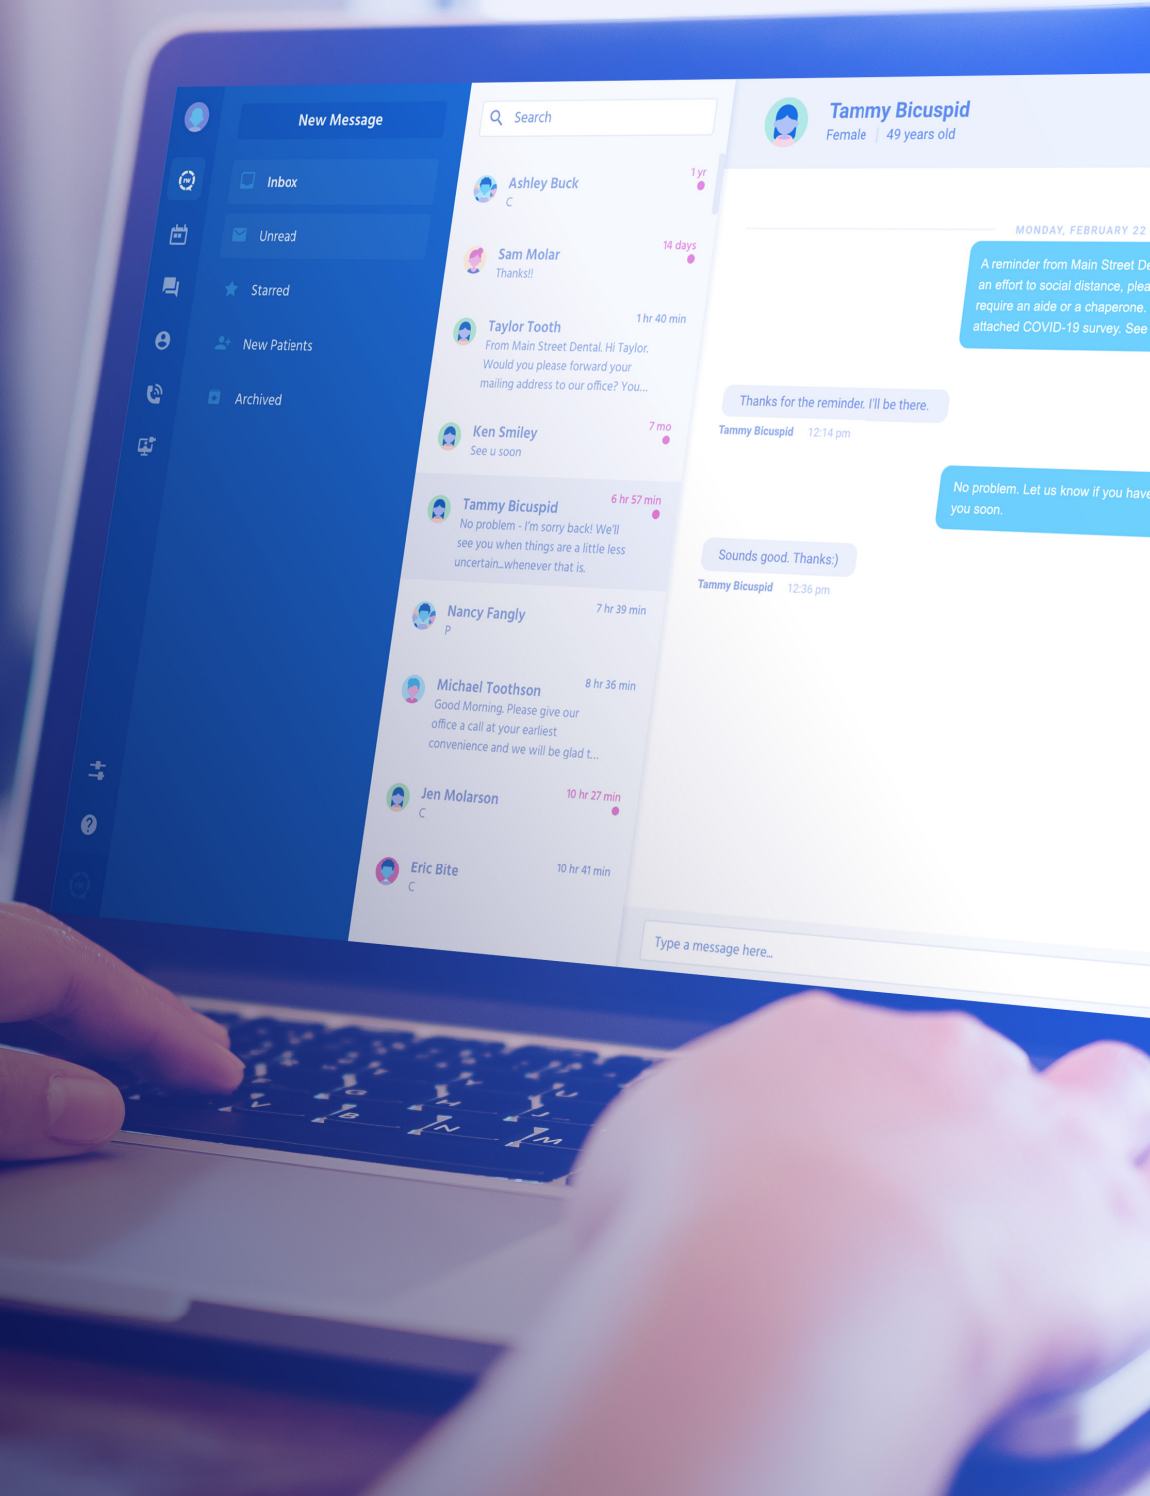 New Message
Inbox
Unread
Starred
New Patients
Archived
Search
Ashley Buck
1 yr
C
Sam Molar
14 days
Thanks!!
Taylor Tooth
1 hr 40 min
From Main Street Dental. Hi Taylor.
Would you please forward your
mailing address to our office? You...
Ken Smiley
7 mo
See u soon
Tammy Bicuspid
6 hr 57 min
No problem - I'm sorry back! We'll
see you when things are a little less
uncertain...whenever that is.
Nancy Fangly
7 hr 39 min
P
Michael Toothson
8 hr 36 min
Good Morning. Please give our
office a call at your earliest
convenience and we will be glad t...
Jen Molarson
10 hr 27 min
C
Eric Bite
10 hr 41 min
C
Tammy Bicuspid
Female | 49 years old
MONDAY, FEBRUARY 22
A reminder from Main Street De
an effort to social distance, plea
require an aide or a chaperone.
attached COVID-19 survey. See
Thanks for the reminder. I'll be there.
Tammy Bicuspid 12:14 pm
No problem. Let us know if you have
you soon.
Sounds good. Thanks:)
Tammy Bicuspid 12:36 pm
Type a message here...
G H J
V B N M